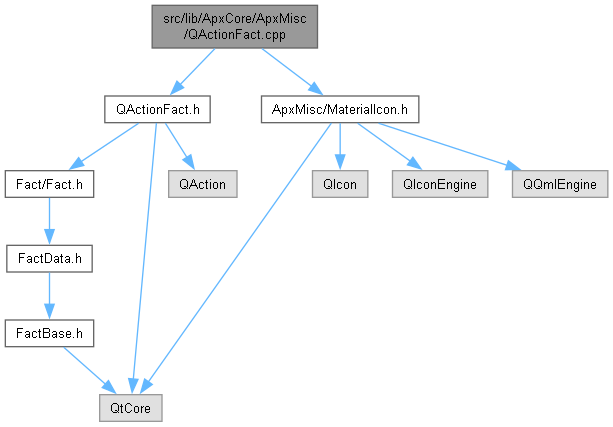 src/lib/ApxCore/ApxMisc
/QActionFact.cpp
QActionFact.h
ApxMisc/MaterialIcon.h
Fact/Fact.h
QAction
QIcon
QIconEngine
QQmlEngine
FactData.h
FactBase.h
QtCore